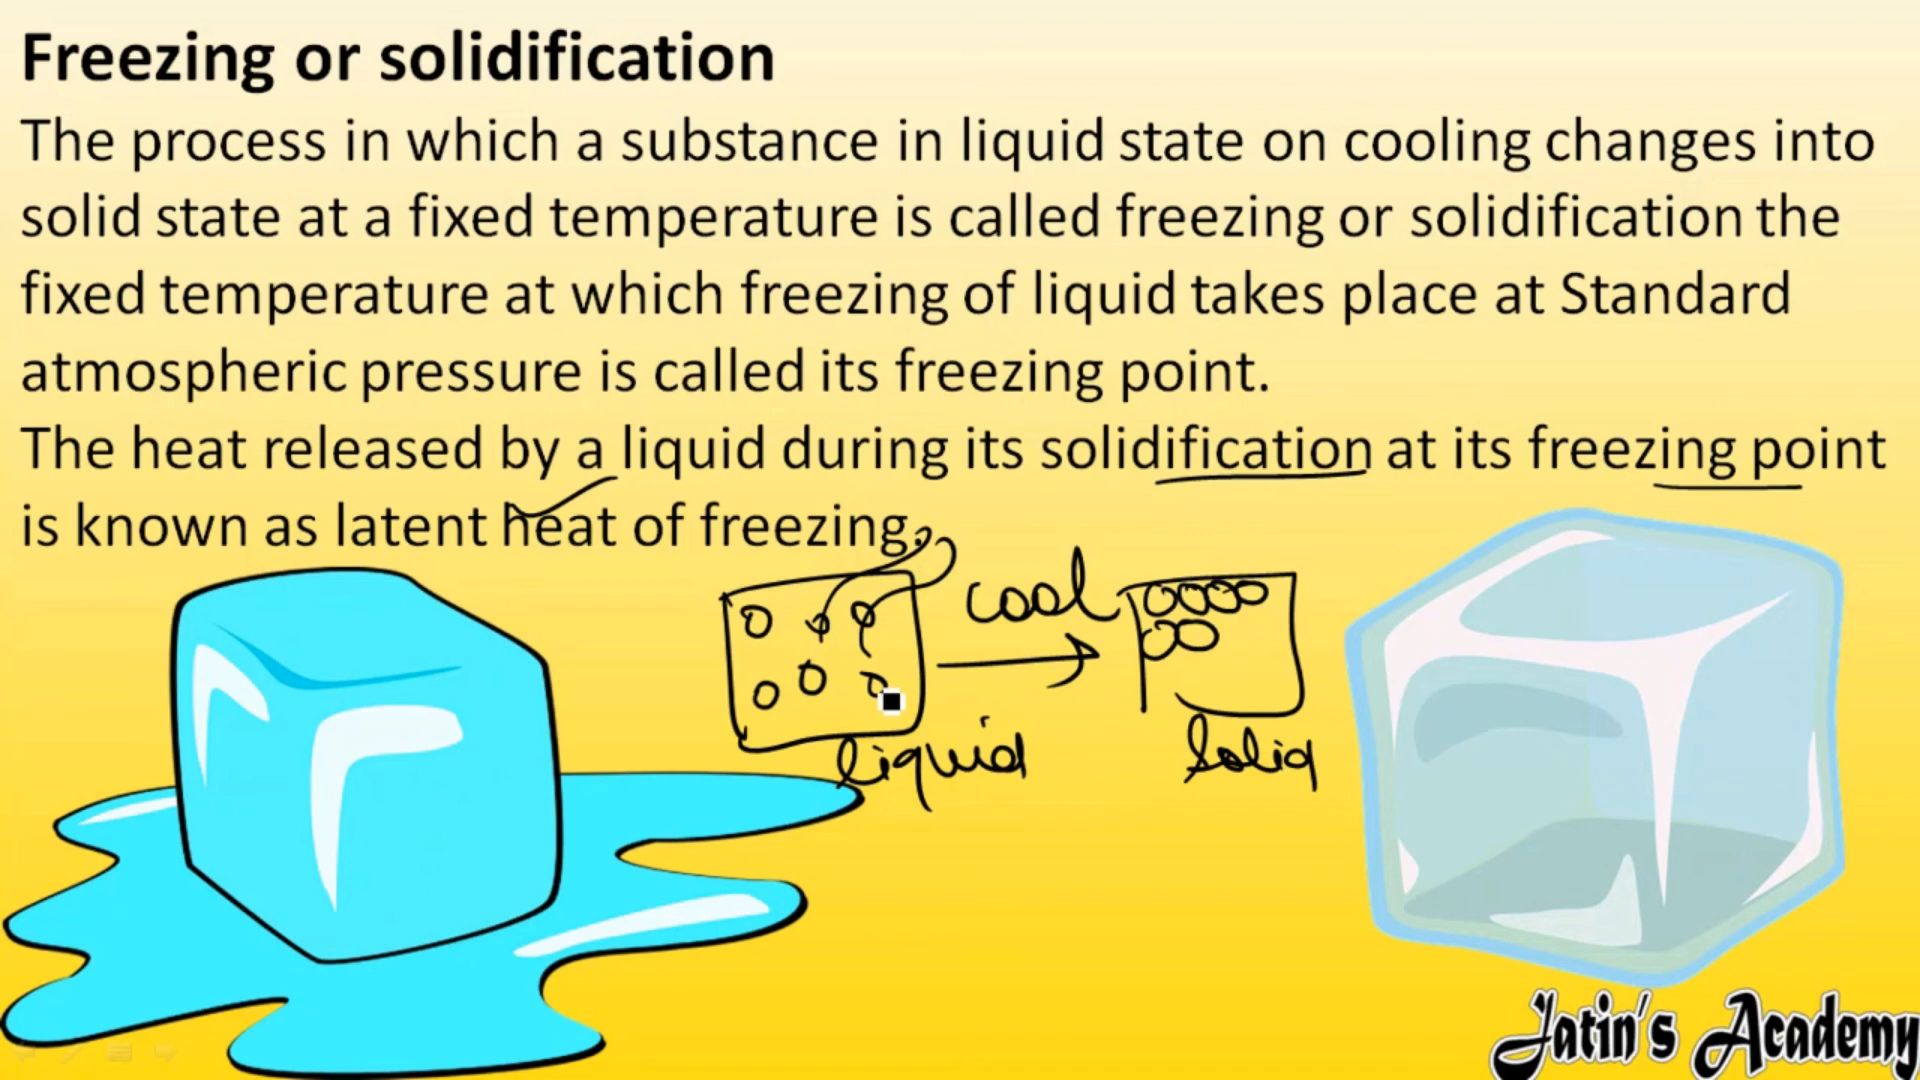 Freezing or solidification
The process in which a substance in liquid state on cooling changes into
solid state at a fixed temperature is called freezing or solidification the
fixed temperature at which freezing of liquid takes place at Standard
atmospheric pressure is called its freezing point.
The heat released by a liquid during its solidification at its freezing point
is known as latent heat of freezing.
cool
liquid
solid
Jatin's Academy